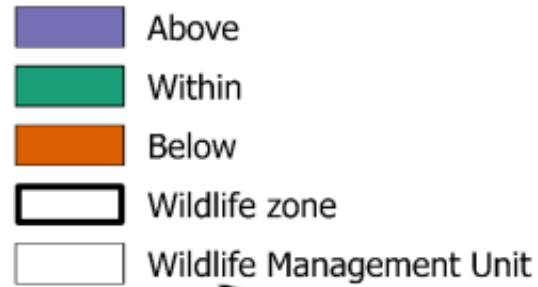 Above
Within
Below
Wildlife zone
Wildlife Management Unit